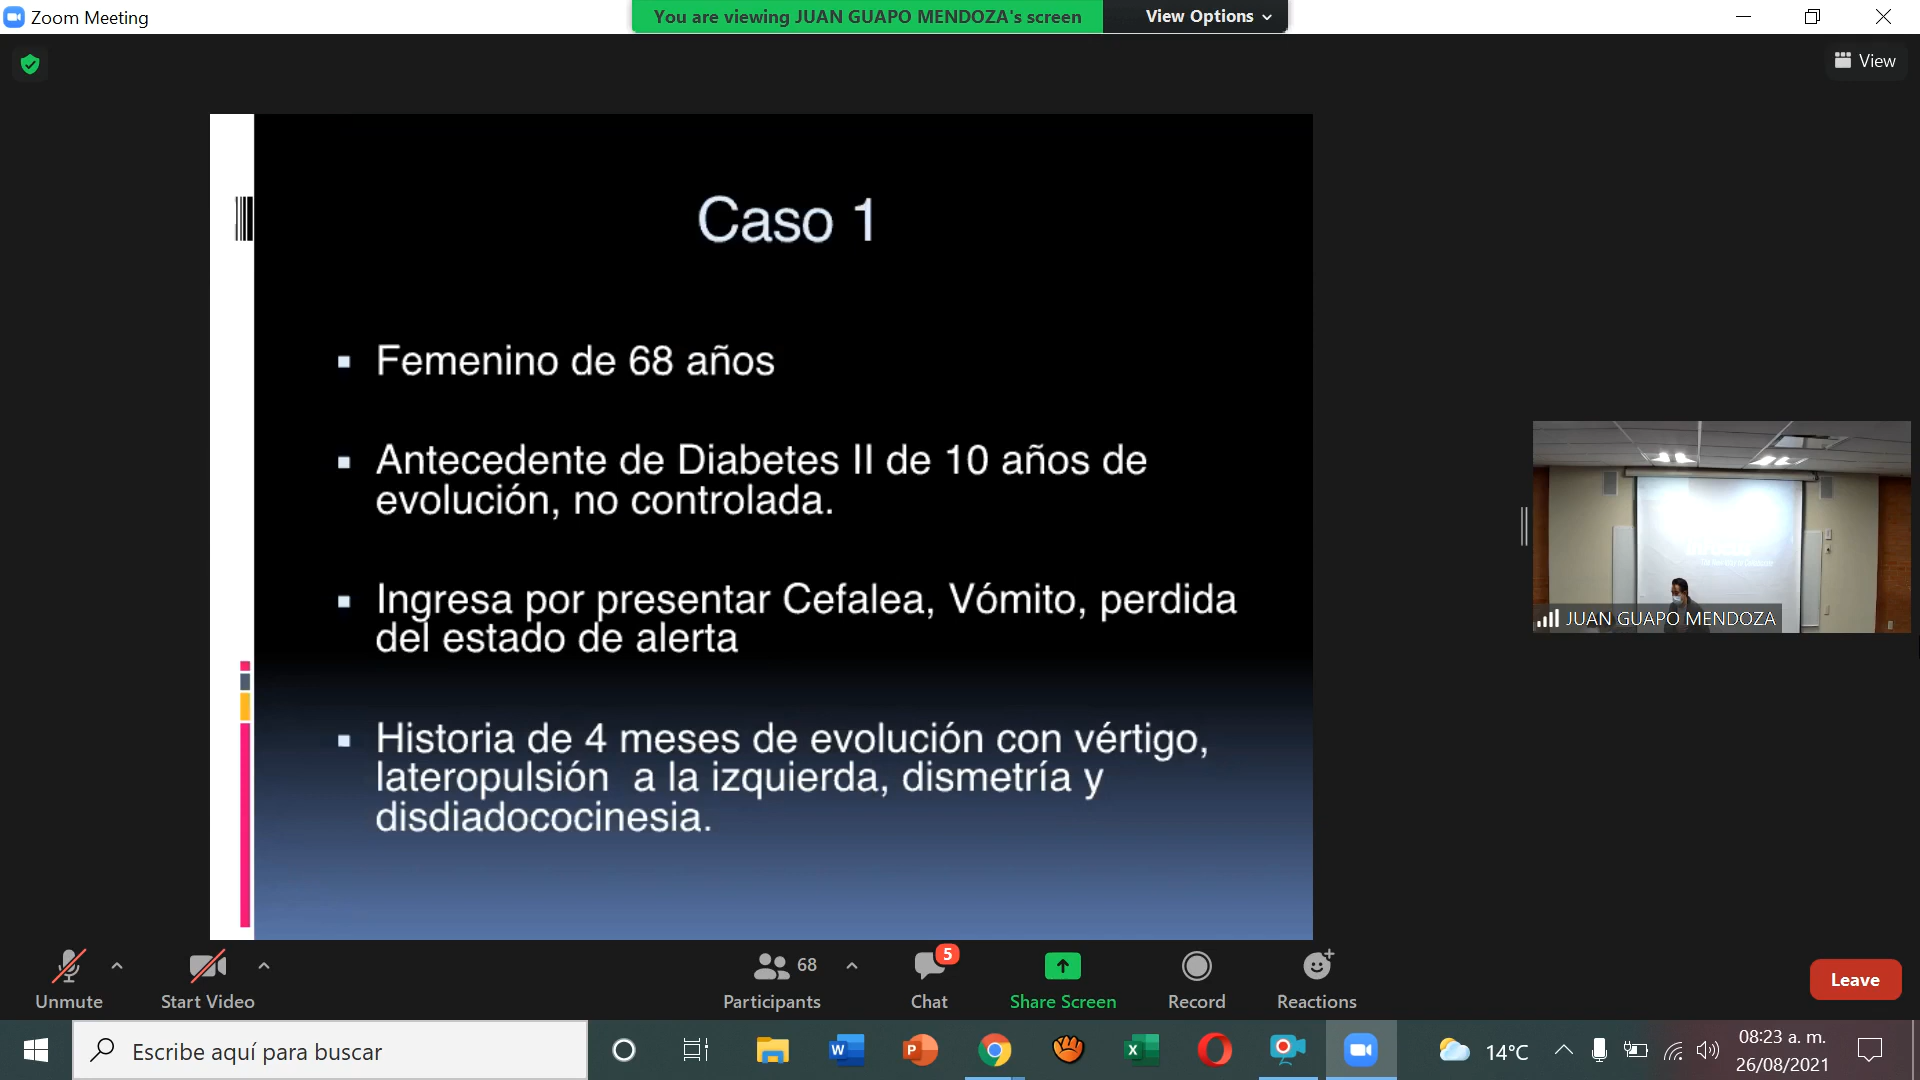 Zoom Meeting
You are viewing JUAN GUAPO MENDOZA's screen
View Options
View
Caso 1
Femenino de 68 años
Antecedente de Diabetes II de 10 años de
evolución, no controlada.
Ingresa por presentar Cefalea, Vómito, perdida
del estado de alerta
Historia de 4 meses de evolución con vértigo,
lateropulsión a la izquierda, dismetría y
disdiadococinesia.
JUAN GUAPO MENDOZA
Unmute
Start Video
68
Participants
5
Chat
Share Screen
Record
Reactions
Leave
Escribe aquí para buscar
14°C
08:23 a. m.
26/08/2021